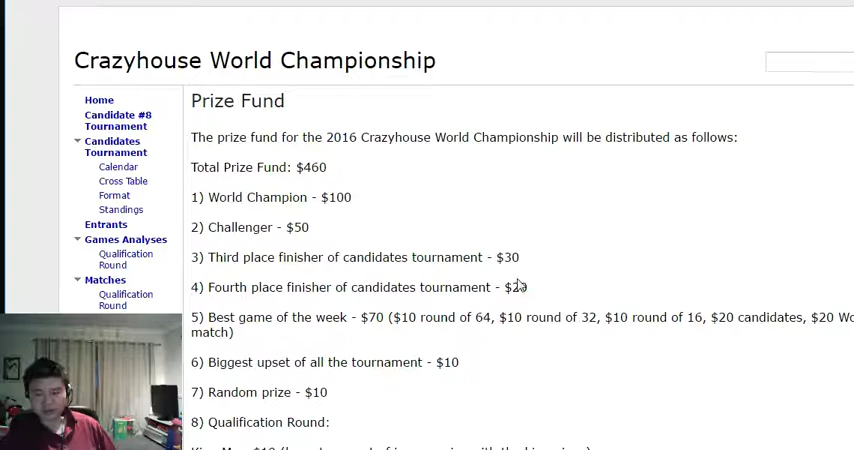 Crazyhouse World Championship
Home
Candidate #8
Tournament
Candidates
Tournament
Calendar
Cross Table
Format
Standings
Entrants
Games Analyses
Qualification
Round
Matches
Qualification
Round
Prize Fund
The prize fund for the 2016 Crazyhouse World Championship will be distributed as follows:
Total Prize Fund: $460
1) World Champion - $100
2) Challenger - $50
3) Third place finisher of candidates tournament - $30
4) Fourth place finisher of candidates tournament - $20
5) Best game of the week - $70 ($10 round of 64, $10 round of 32, $10 round of 16, $20 candidates, $20 Wo
match)
6) Biggest upset of all the tournament - $10
7) Random prize - $10
8) Qualification Round: